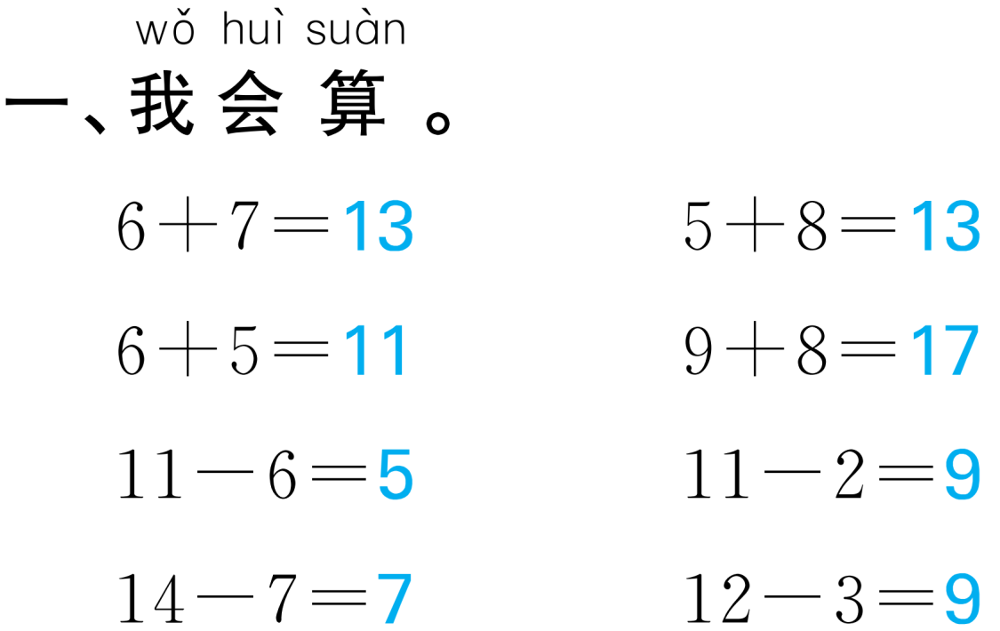 wǒ huì suàn
一、我会算。
6+7=13 5+8=13
6+5=11 9+8=17
11-6=5 11-2=9
14-7=7 12-3=9